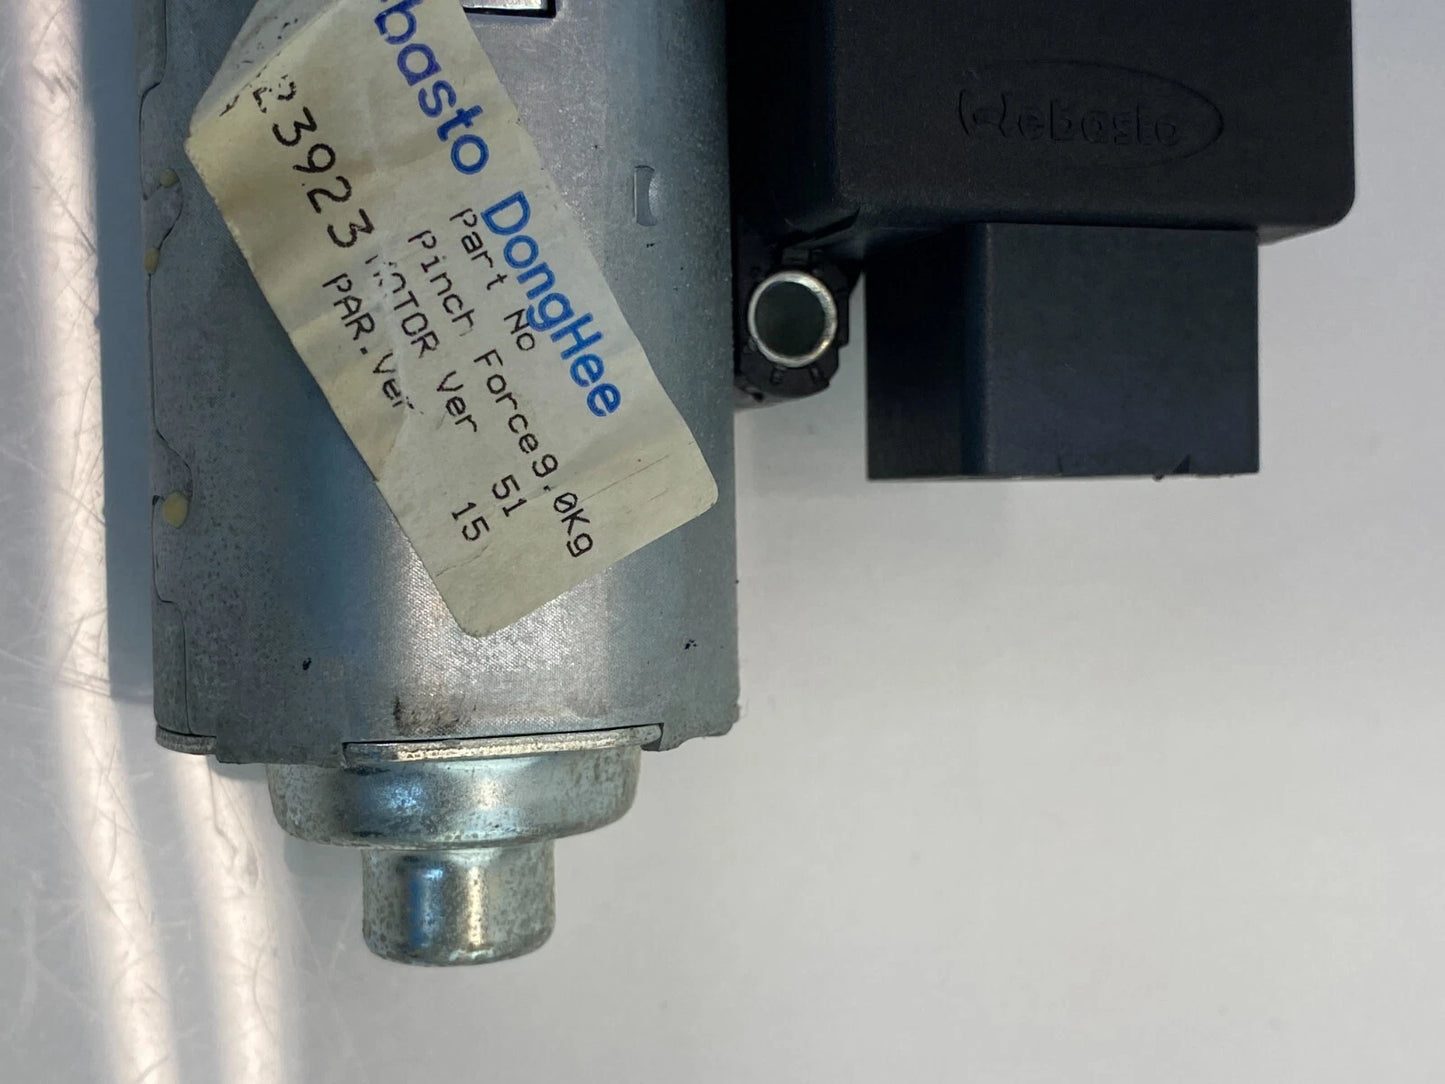 basto DongHee
Part No
Pinch Force9.0Kg
MOTOR Ver 51
PAR.Ver 15
23923
Webasto